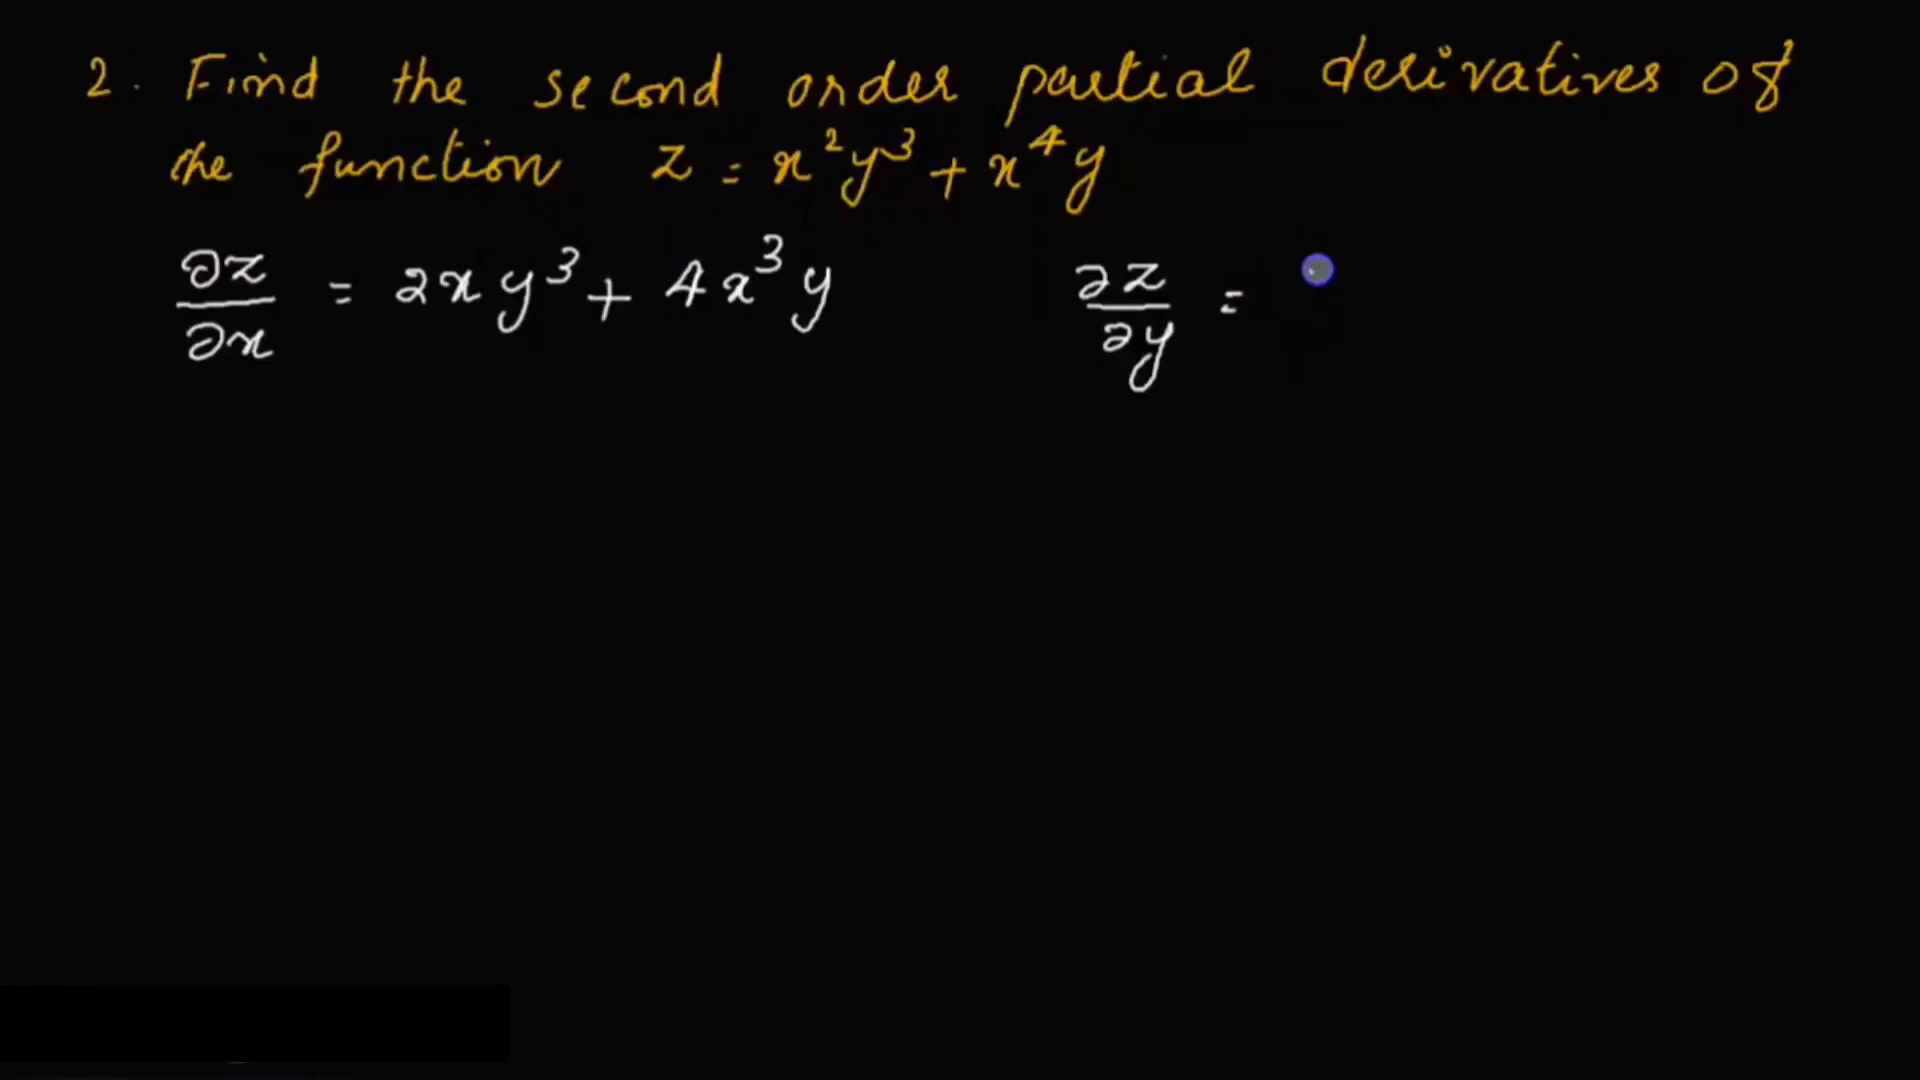 2. Find the second order partial derivatives of
the function z = x²y³ + x⁴y
∂z/∂x = 2xy³ + 4x³y ∂z/∂y =